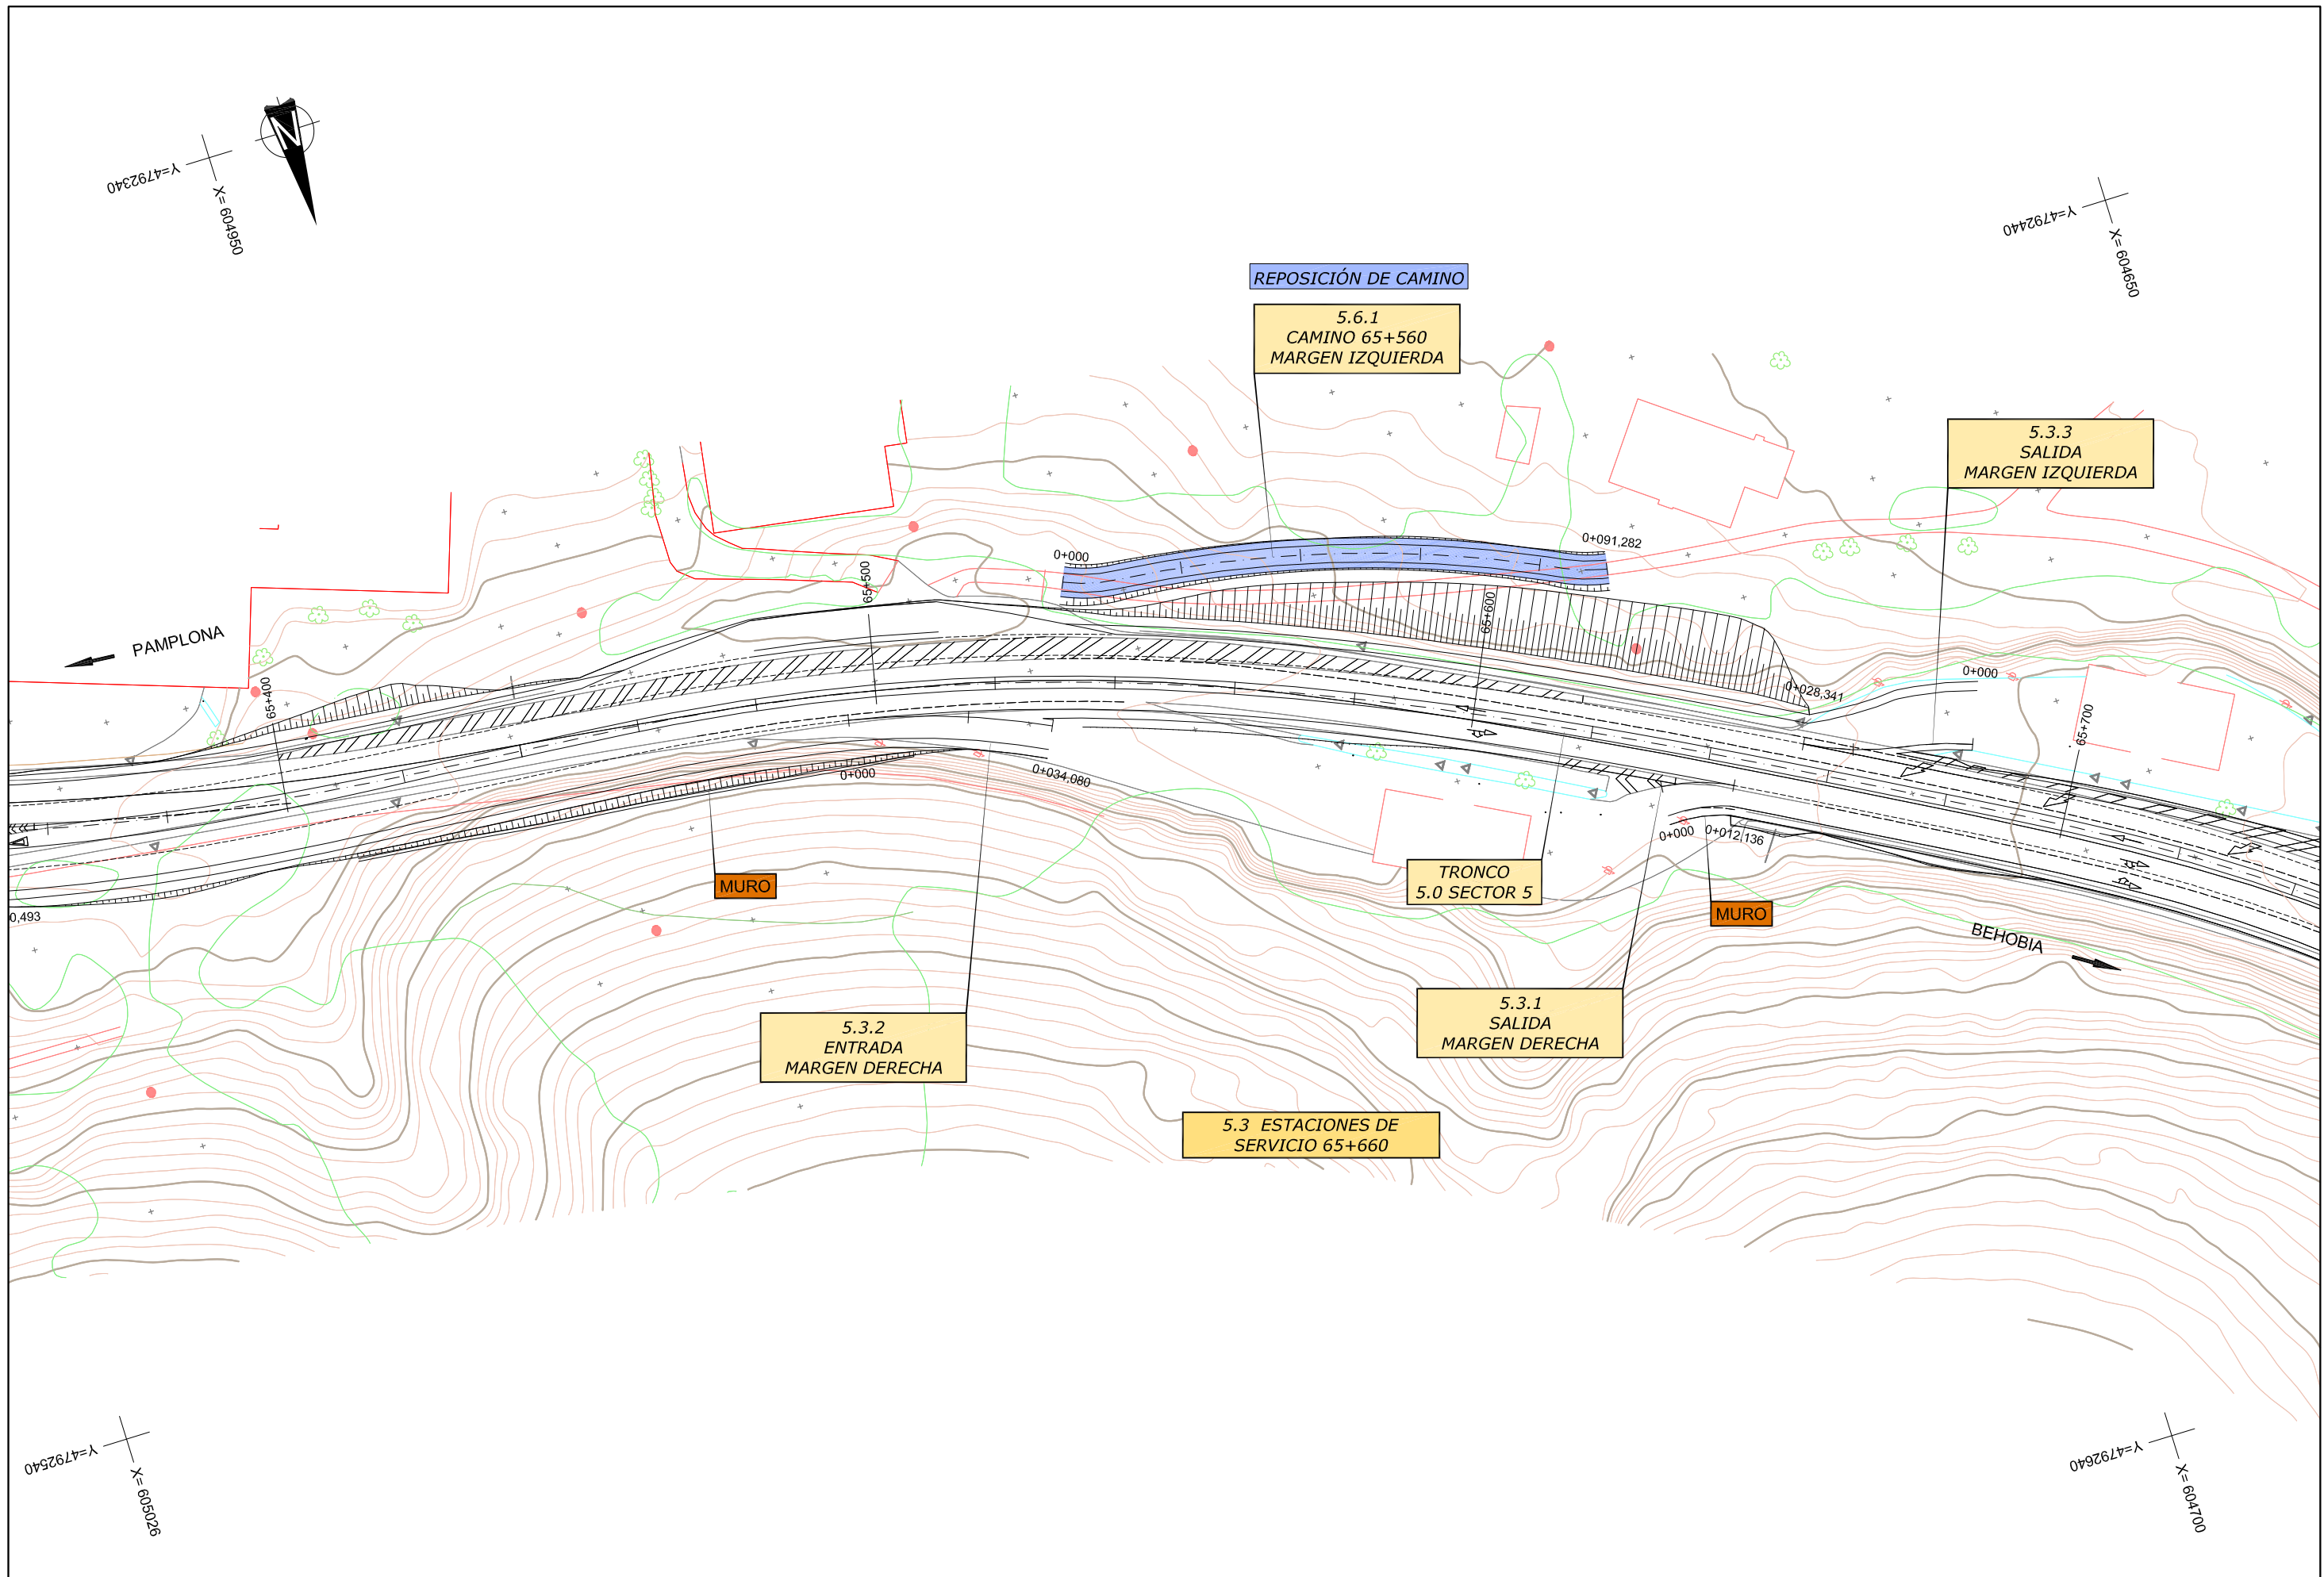 N
Y=4792340
X= 604950
Y=4792440
X= 604650
REPOSICIÓN DE CAMINO
5.6.1
CAMINO 65+560
MARGEN IZQUIERDA
5.3.3
SALIDA
MARGEN IZQUIERDA
0+000
0+091,282
65+500
65+600
PAMPLONA
65+400
0+028,341
0+000
65+700
0+000
0+034,080
0+000
0+012,136
TRONCO
5.0 SECTOR 5
MURO
MURO
0,493
BEHOBIA
5.3.2
ENTRADA
MARGEN DERECHA
5.3.1
SALIDA
MARGEN DERECHA
5.3 ESTACIONES DE
SERVICIO 65+660
Y=4792540
X= 605026
Y=4792640
X= 604700